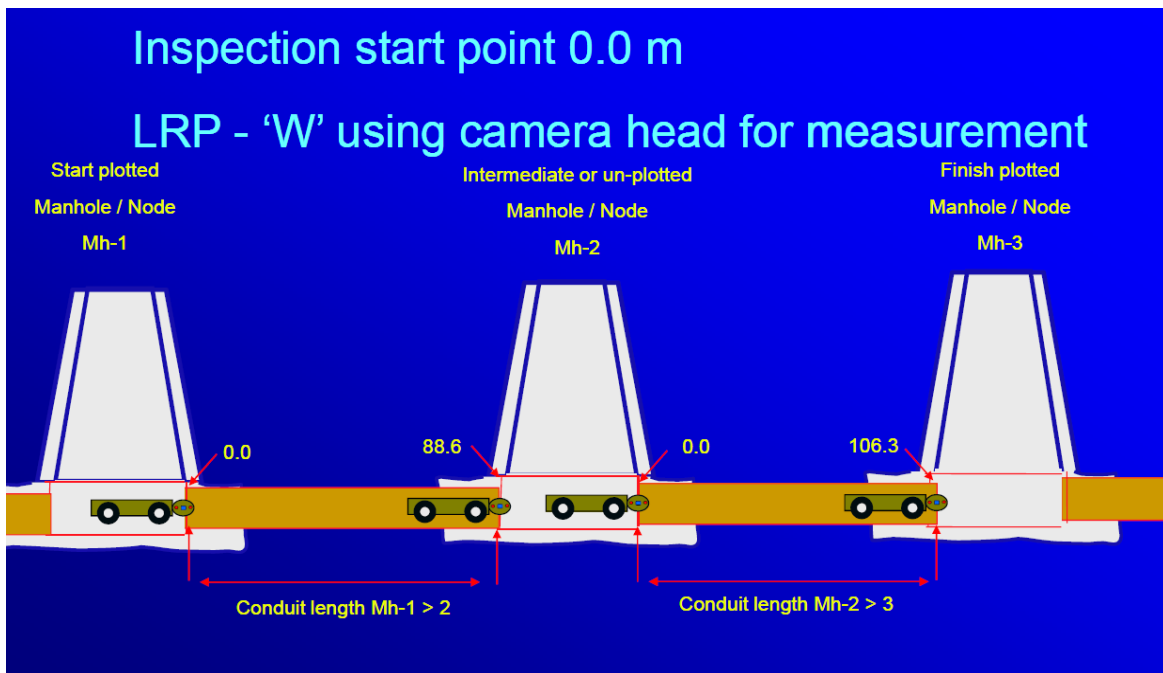 Inspection start point 0.0 m
LRP - ‘W’ using camera head for measurement
Start plotted
Manhole / Node
Mh-1
Intermediate or un-plotted
Manhole / Node
Mh-2
Finish plotted
Manhole / Node
Mh-3
0.0
88.6
0.0
106.3
Conduit length Mh-1 > 2
Conduit length Mh-2 > 3